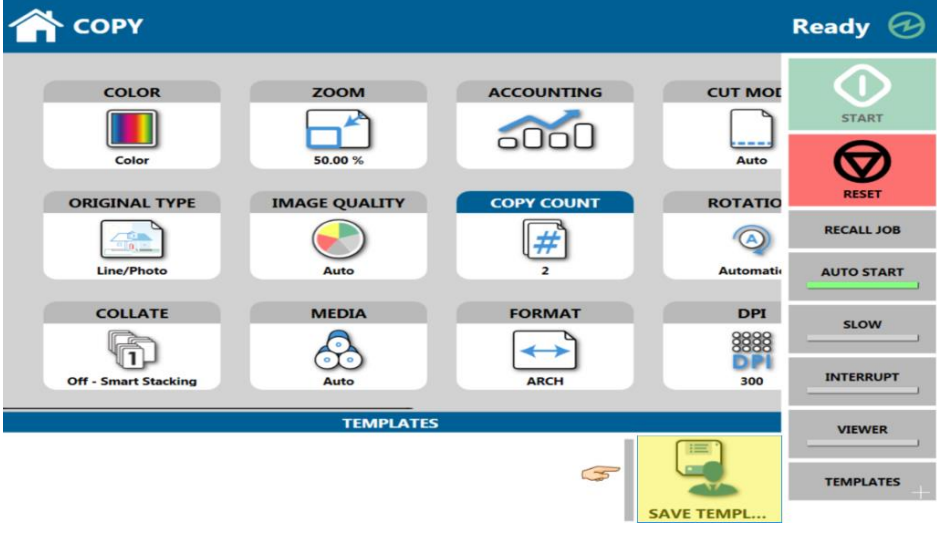 COPY
Ready
COLOR
Color
ZOOM
50.00 %
ACCOUNTING
CUT MOD
Auto
ORIGINAL TYPE
Line/Photo
IMAGE QUALITY
Auto
COPY COUNT
#
2
ROTATIO
A
Automatic
COLLATE
1
Off - Smart Stacking
MEDIA
Auto
FORMAT
ARCH
DPI
DPI
300
START
RESET
RECALL JOB
AUTO START
SLOW
INTERRUPT
VIEWER
TEMPLATES
TEMPLATES
SAVE TEMPL...